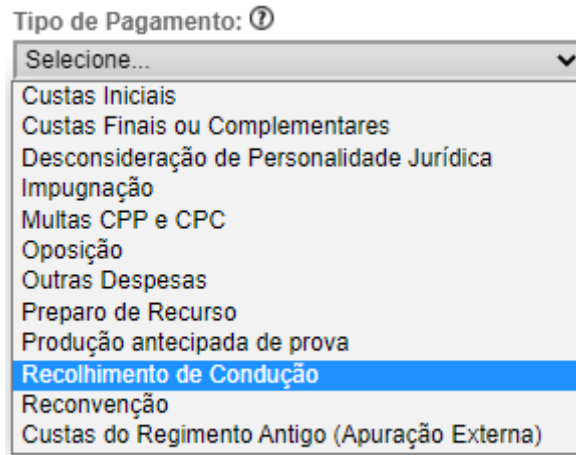 Tipo de Pagamento: ?
Selecione...
Custas Iniciais
Custas Finais ou Complementares
Desconsideração de Personalidade Jurídica
Impugnação
Multas CPP e CPC
Oposição
Outras Despesas
Preparo de Recurso
Produção antecipada de prova
Recolhimento de Condução
Reconvenção
Custas do Regimento Antigo (Apuração Externa)